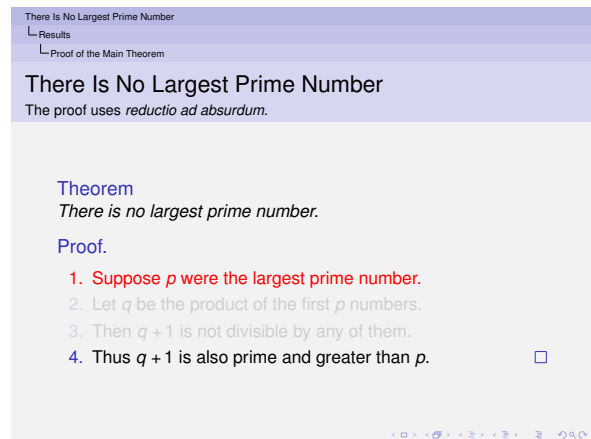 There Is No Largest Prime Number
Results
Proof of the Main Theorem
There Is No Largest Prime Number
The proof uses reductio ad absurdum.
Theorem
There is no largest prime number.
Proof.
1. Suppose p were the largest prime number.
2. Let q be the product of the first p numbers.
3. Then q + 1 is not divisible by any of them.
4. Thus q + 1 is also prime and greater than p.